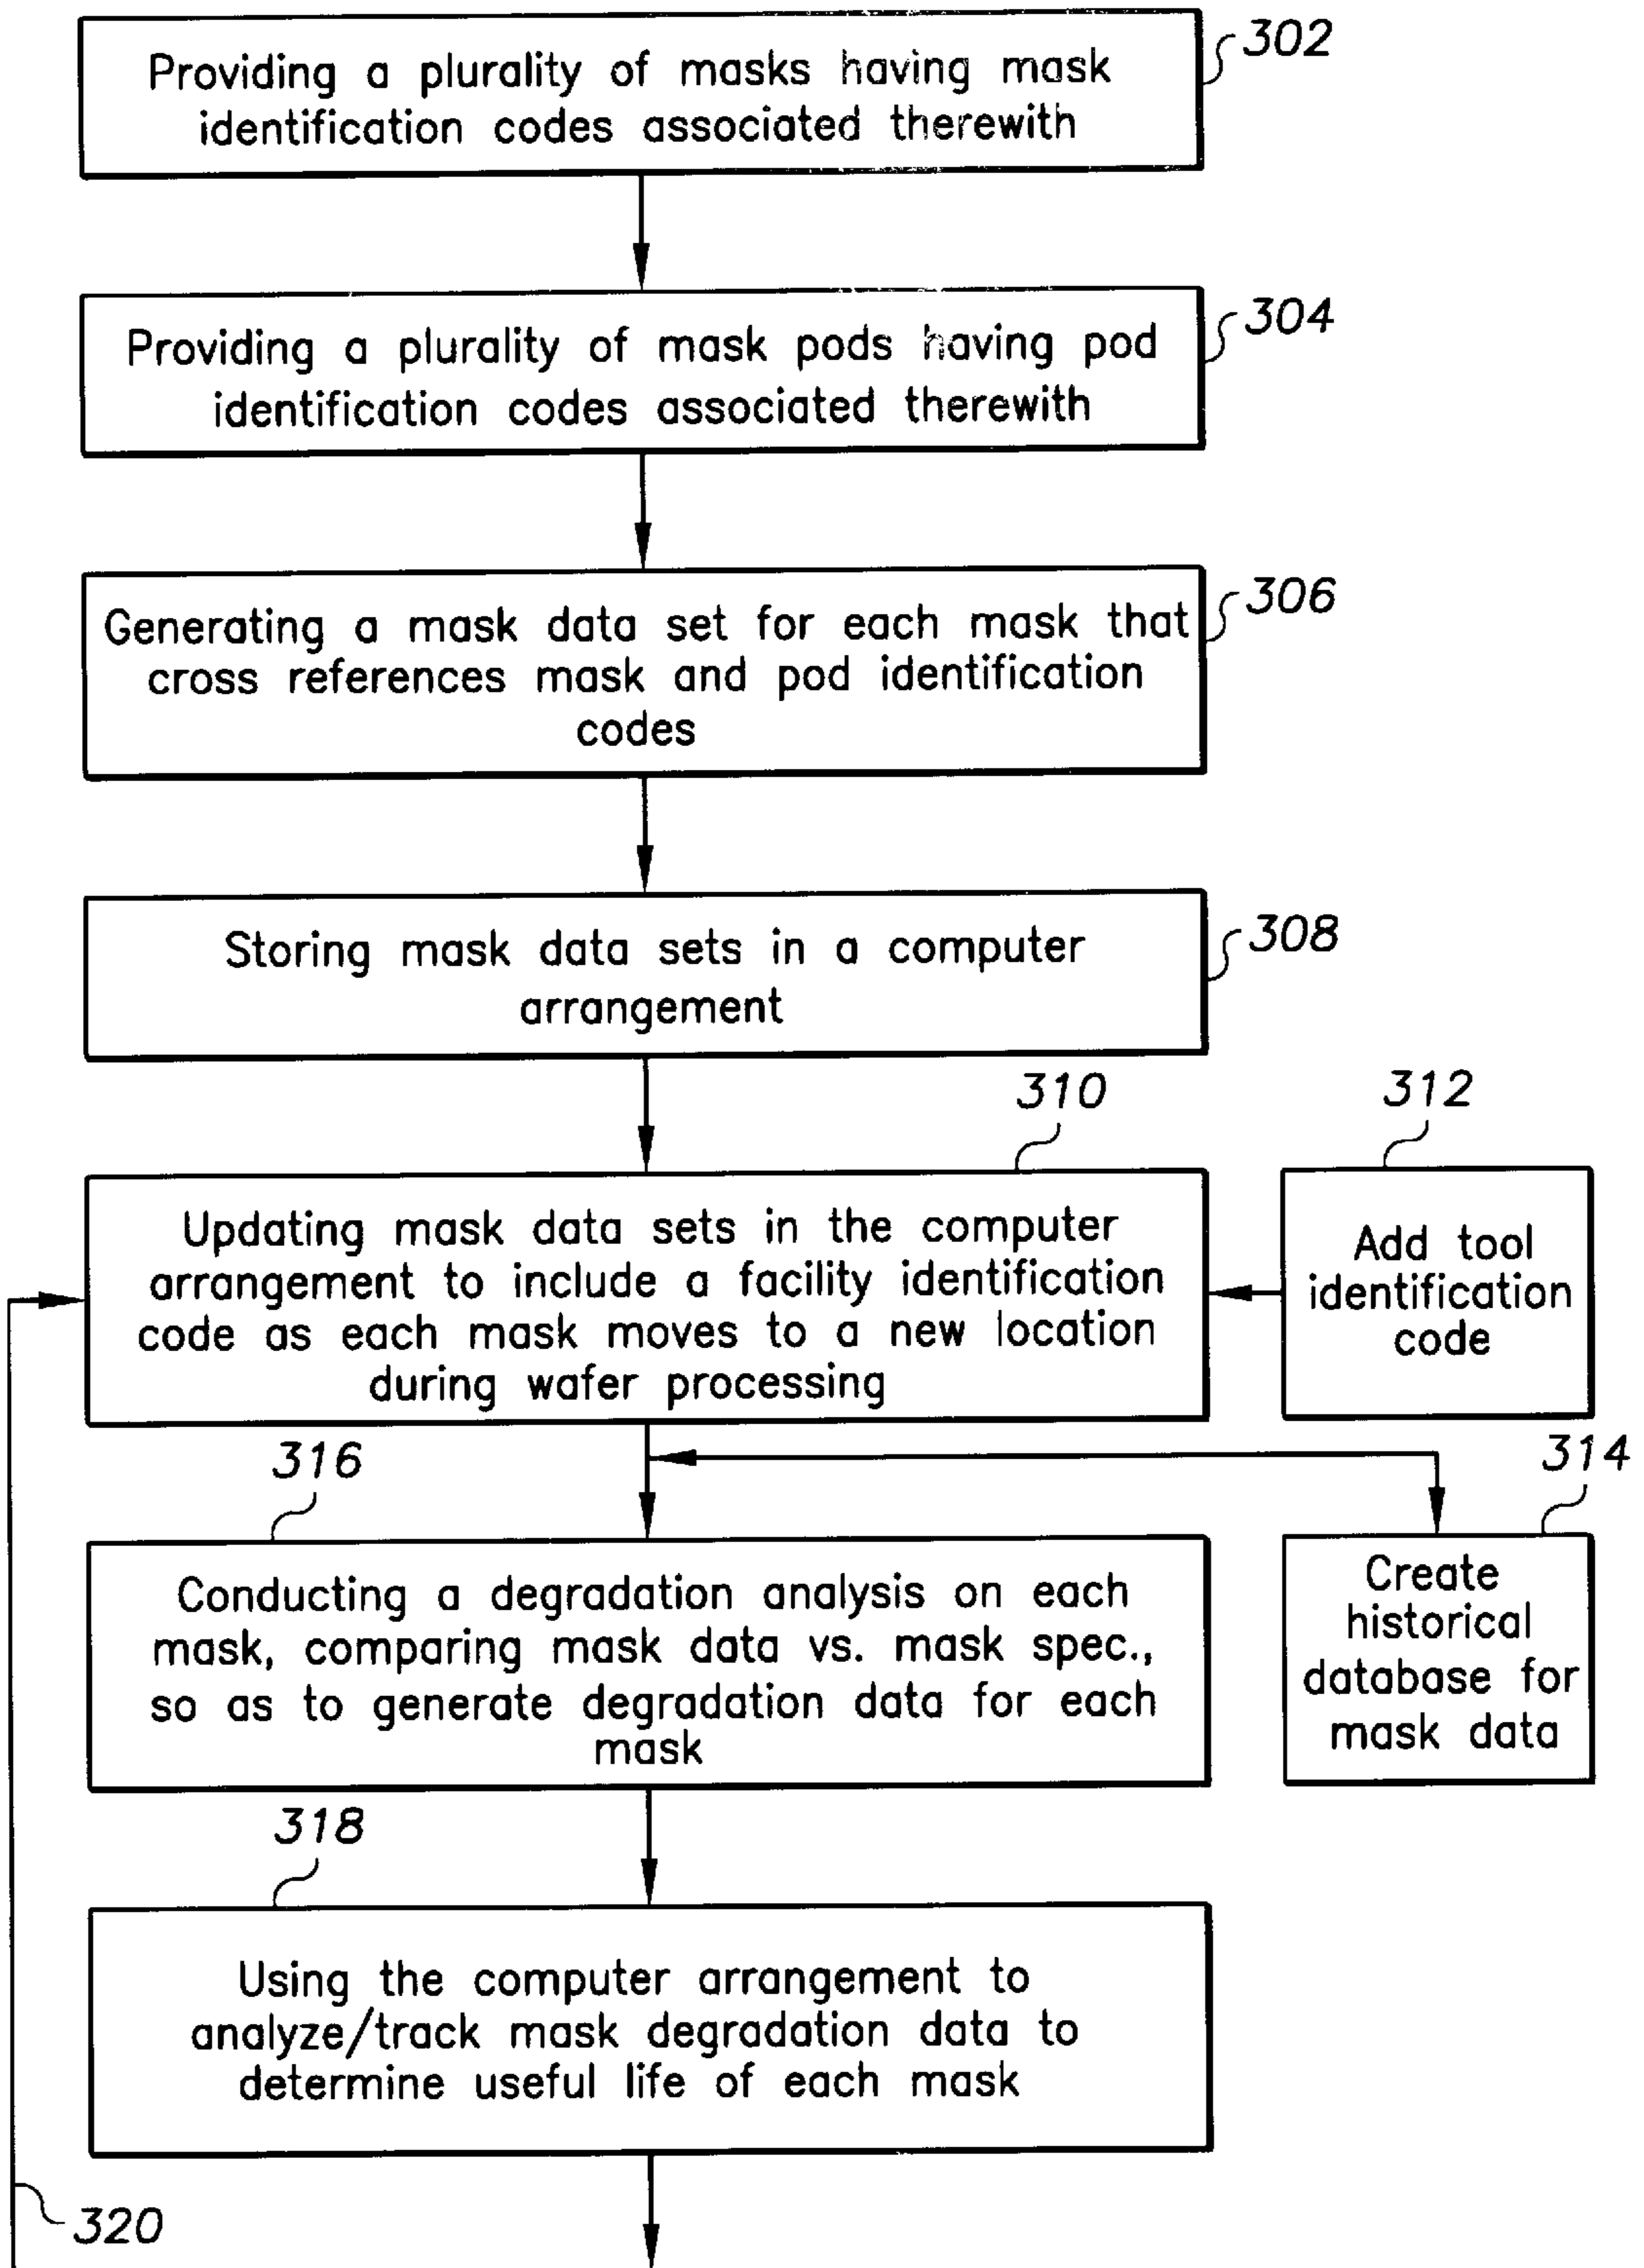 302
Providing a plurality of masks having mask
identification codes associated therewith
304
Providing a plurality of mask pods having pod
identification codes associated therewith
306
Generating a mask data set for each mask that
cross references mask and pod identification
codes
308
Storing mask data sets in a computer
arrangement
310
312
Updating mask data sets in the computer
arrangement to include a facility identification
code as each mask moves to a new location
during wafer processing
Add tool
identification
code
316
314
Conducting a degradation analysis on each
mask, comparing mask data vs. mask spec.,
so as to generate degradation data for each
mask
Create
historical
database for
mask data
318
Using the computer arrangement to
analyze/track mask degradation data to
determine useful life of each mask
320